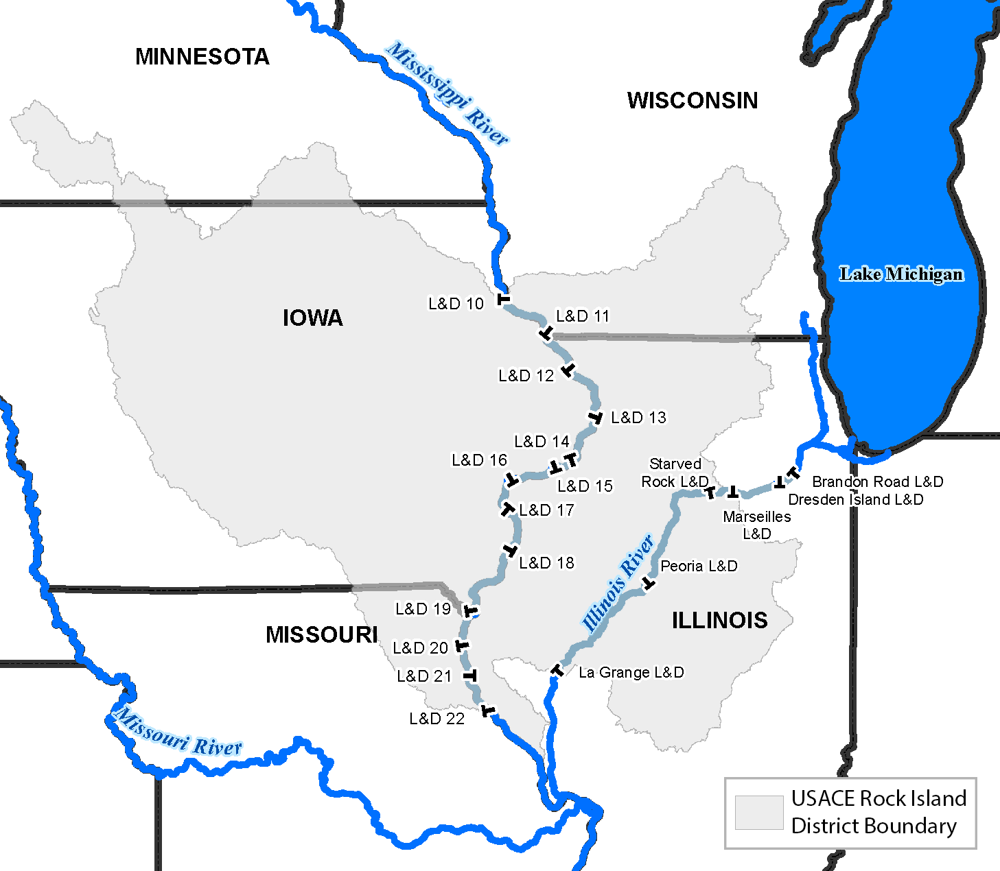 MINNESOTA
Mississippi River
WISCONSIN
Lake Michigan
IOWA
L&D 10
L&D 11
L&D 12
L&D 13
L&D 14
L&D 16
L&D 15
L&D 17
L&D 18
Starved
Rock L&D
Brandon Road L&D
Dresden Island L&D
Marseilles
L&D
Peoria L&D
Illinois River
ILLINOIS
L&D 19
MISSOURI
L&D 20
L&D 21
La Grange L&D
L&D 22
Missouri River
USACE Rock Island
District Boundary